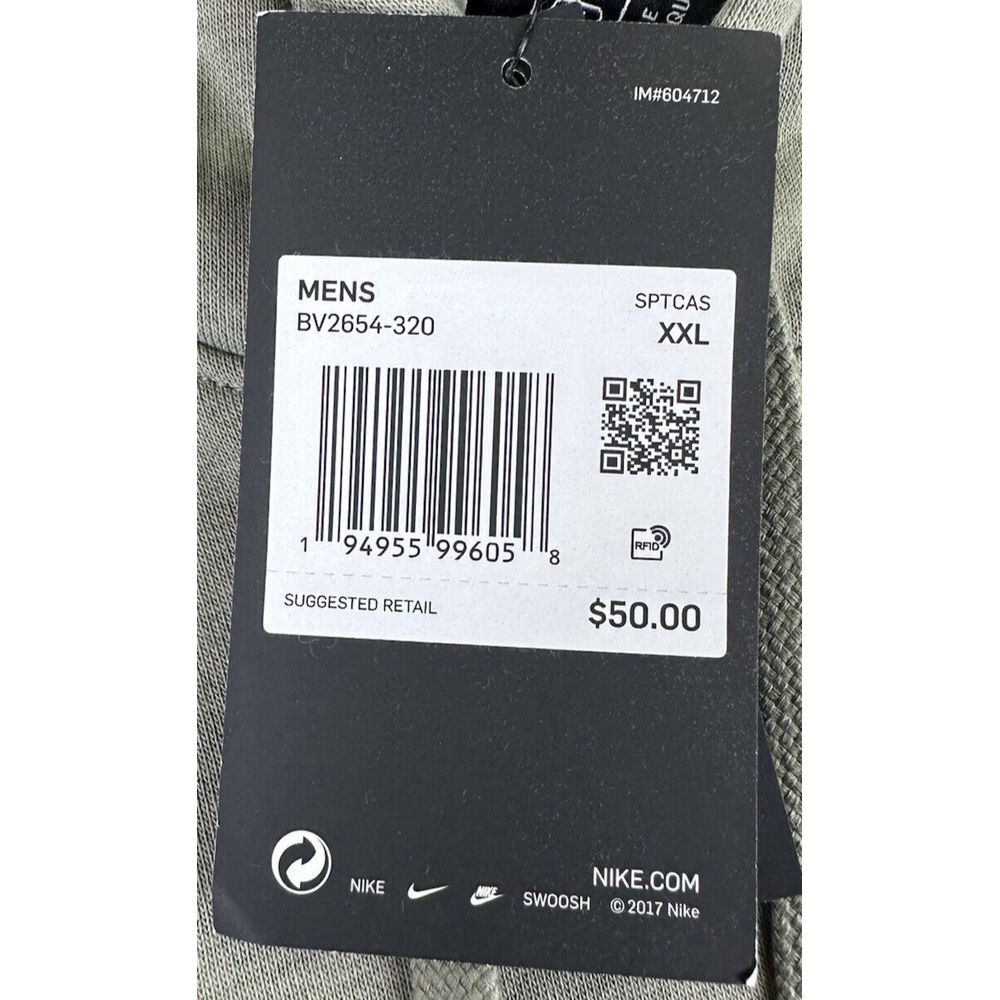 IM#604712
MENS
SPTCAS
BV2654-320
XXL
1 94955 99605 8
RFID
SUGGESTED RETAIL
$50.00
NIKE
NIKE
SWOOSH
NIKE.COM
© 2017 Nike